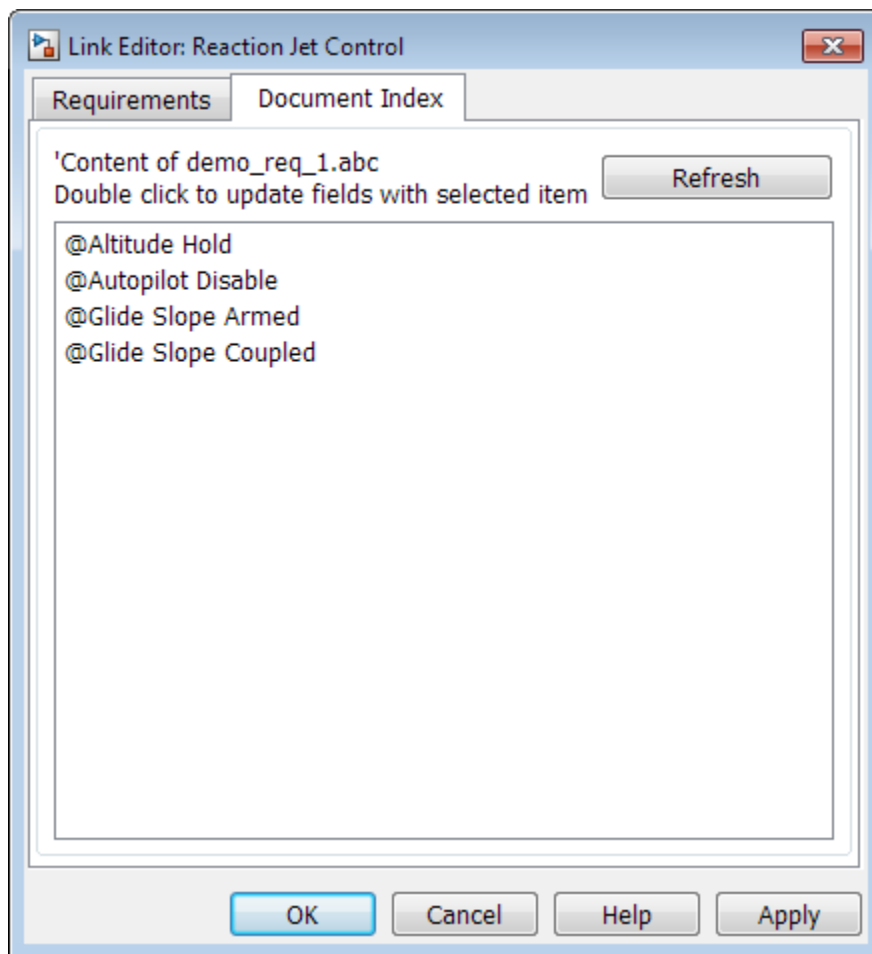 Link Editor: Reaction Jet Control
Requirements
Document Index
'Content of demo_req_1.abc
Double click to update fields with selected item
Refresh
@Altitude Hold
@Autopilot Disable
@Glide Slope Armed
@Glide Slope Coupled
OK
Cancel
Help
Apply